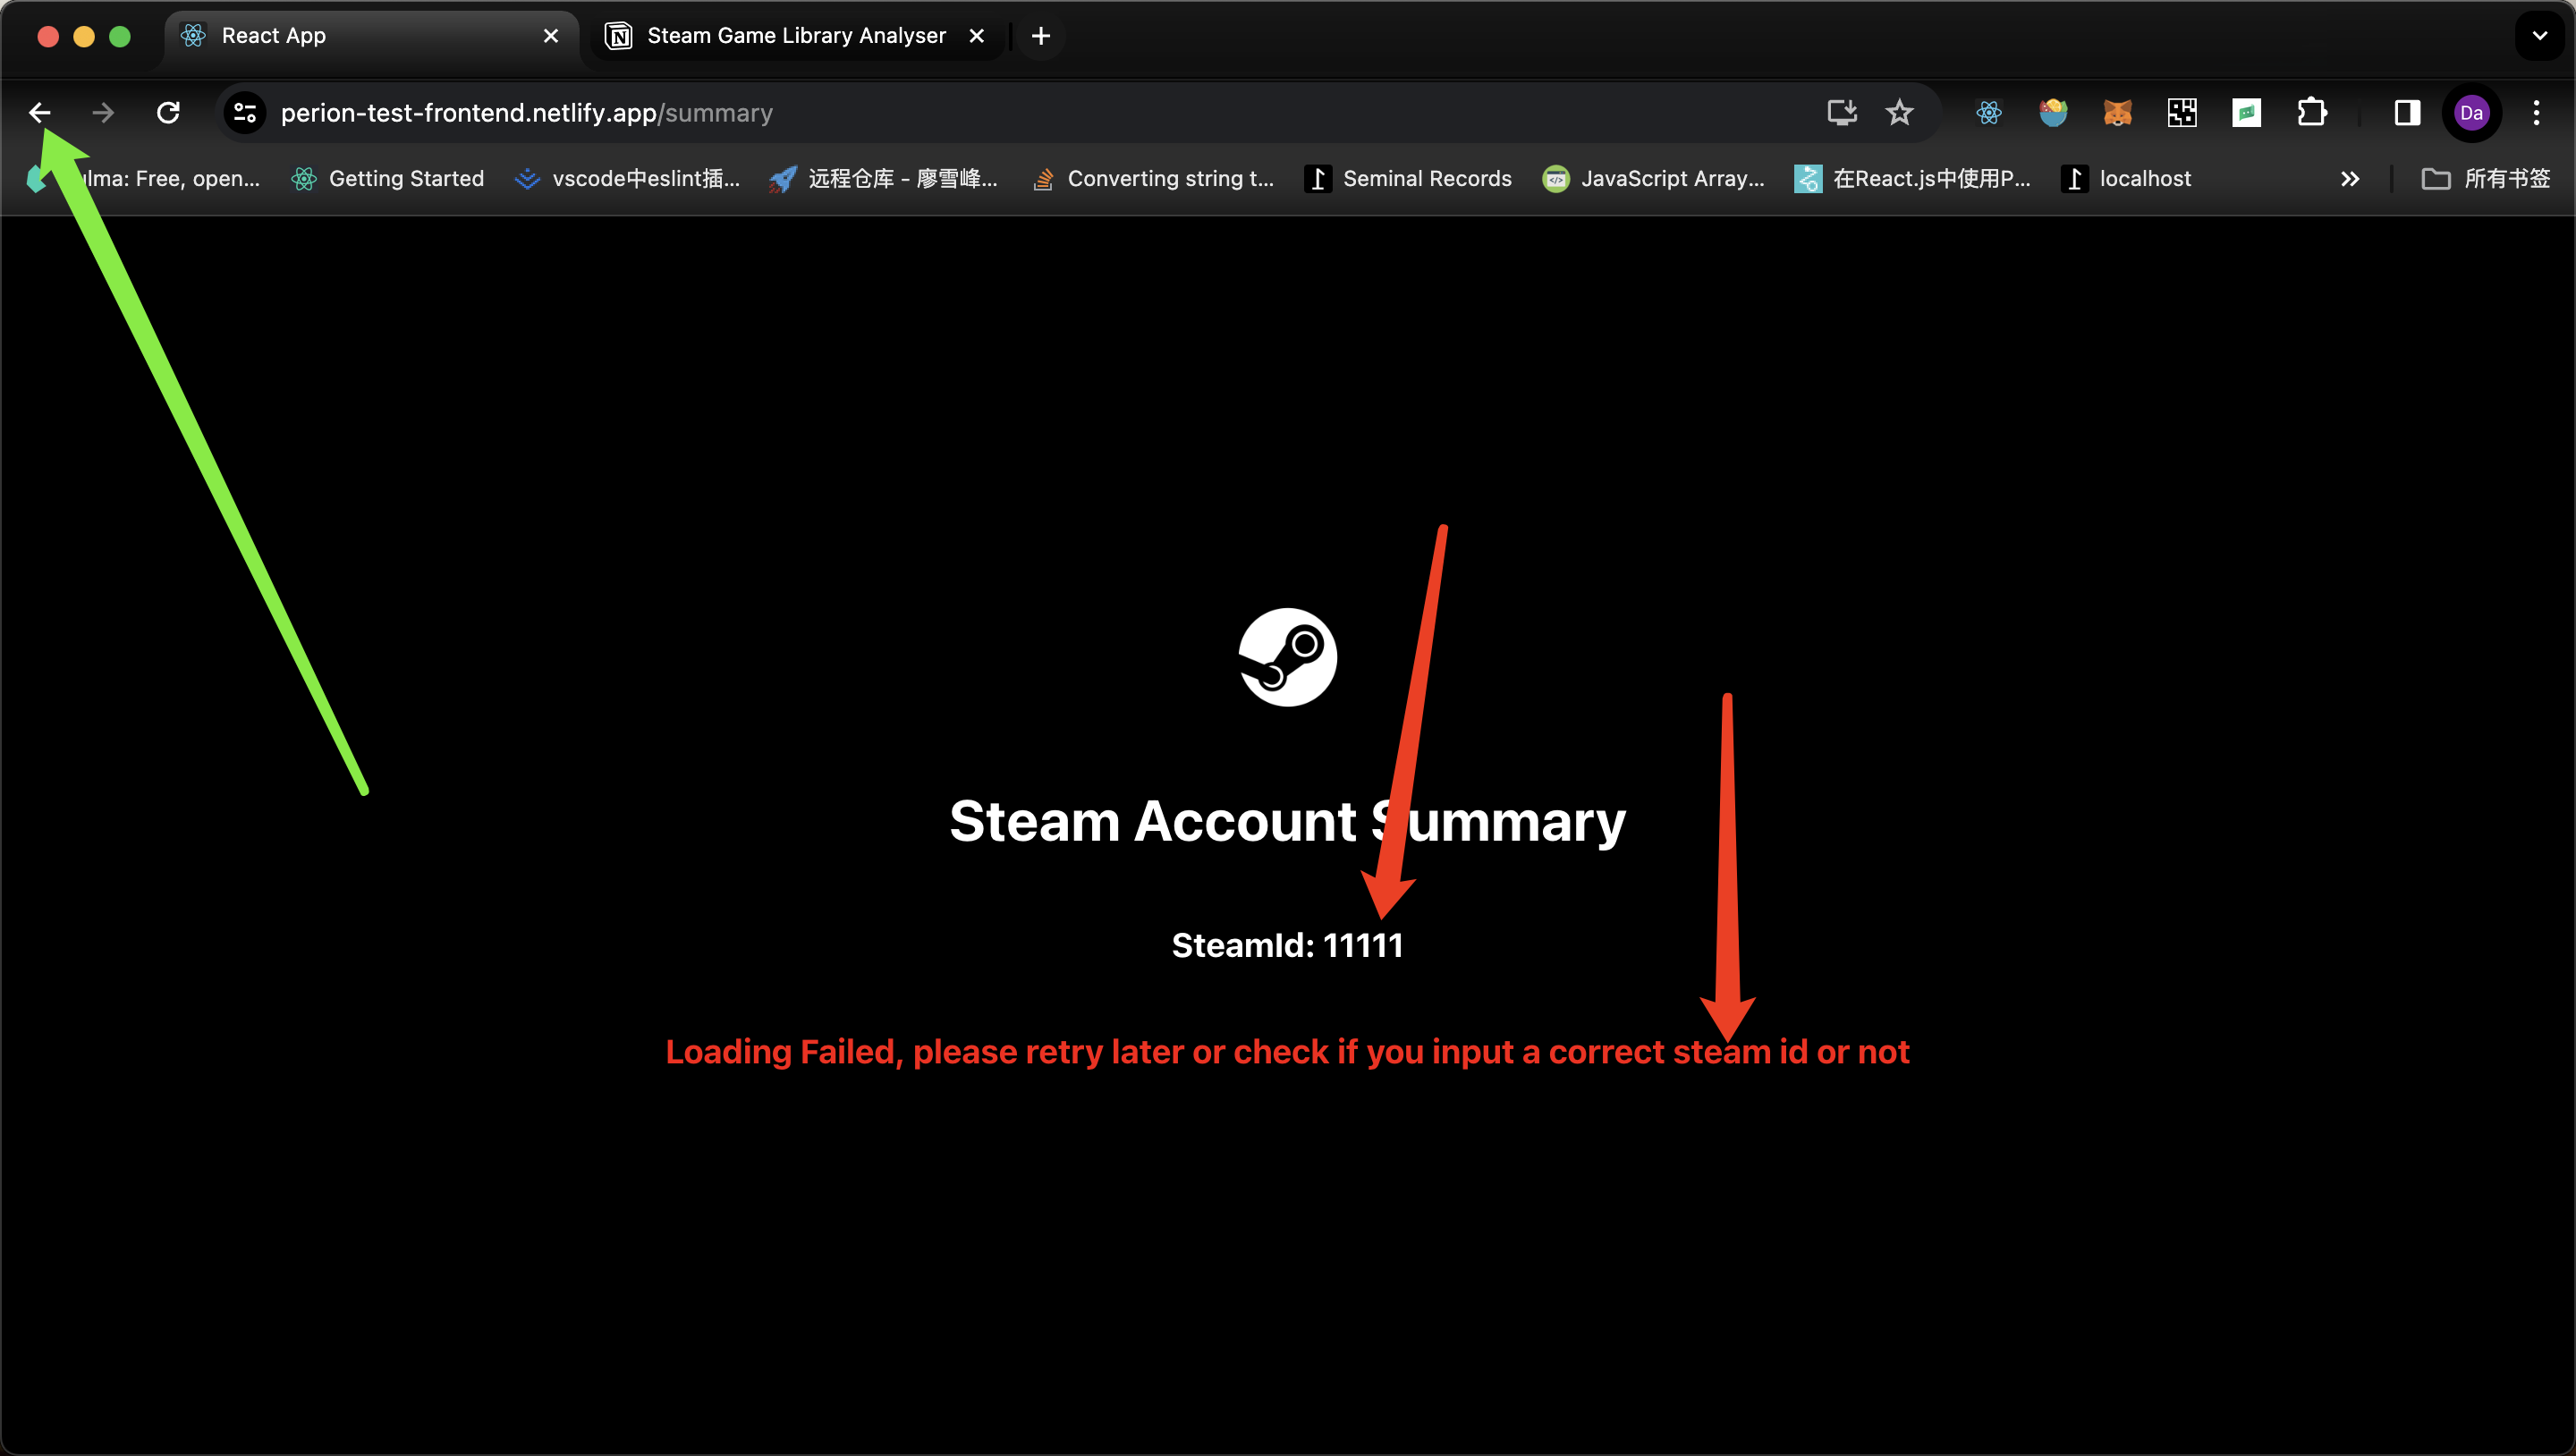 React App
Steam Game Library Analyser
perion-test-frontend.netlify.app/summary
Da
ulma: Free, open...
Getting Started
vscode中eslint插...
远程仓库 - 廖雪峰...
Converting string t...
Seminal Records
JavaScript Array...
在React.js中使用P...
localhost
所有书签
Steam Account Summary
SteamId: 11111
Loading Failed, please retry later or check if you input a correct steam id or not